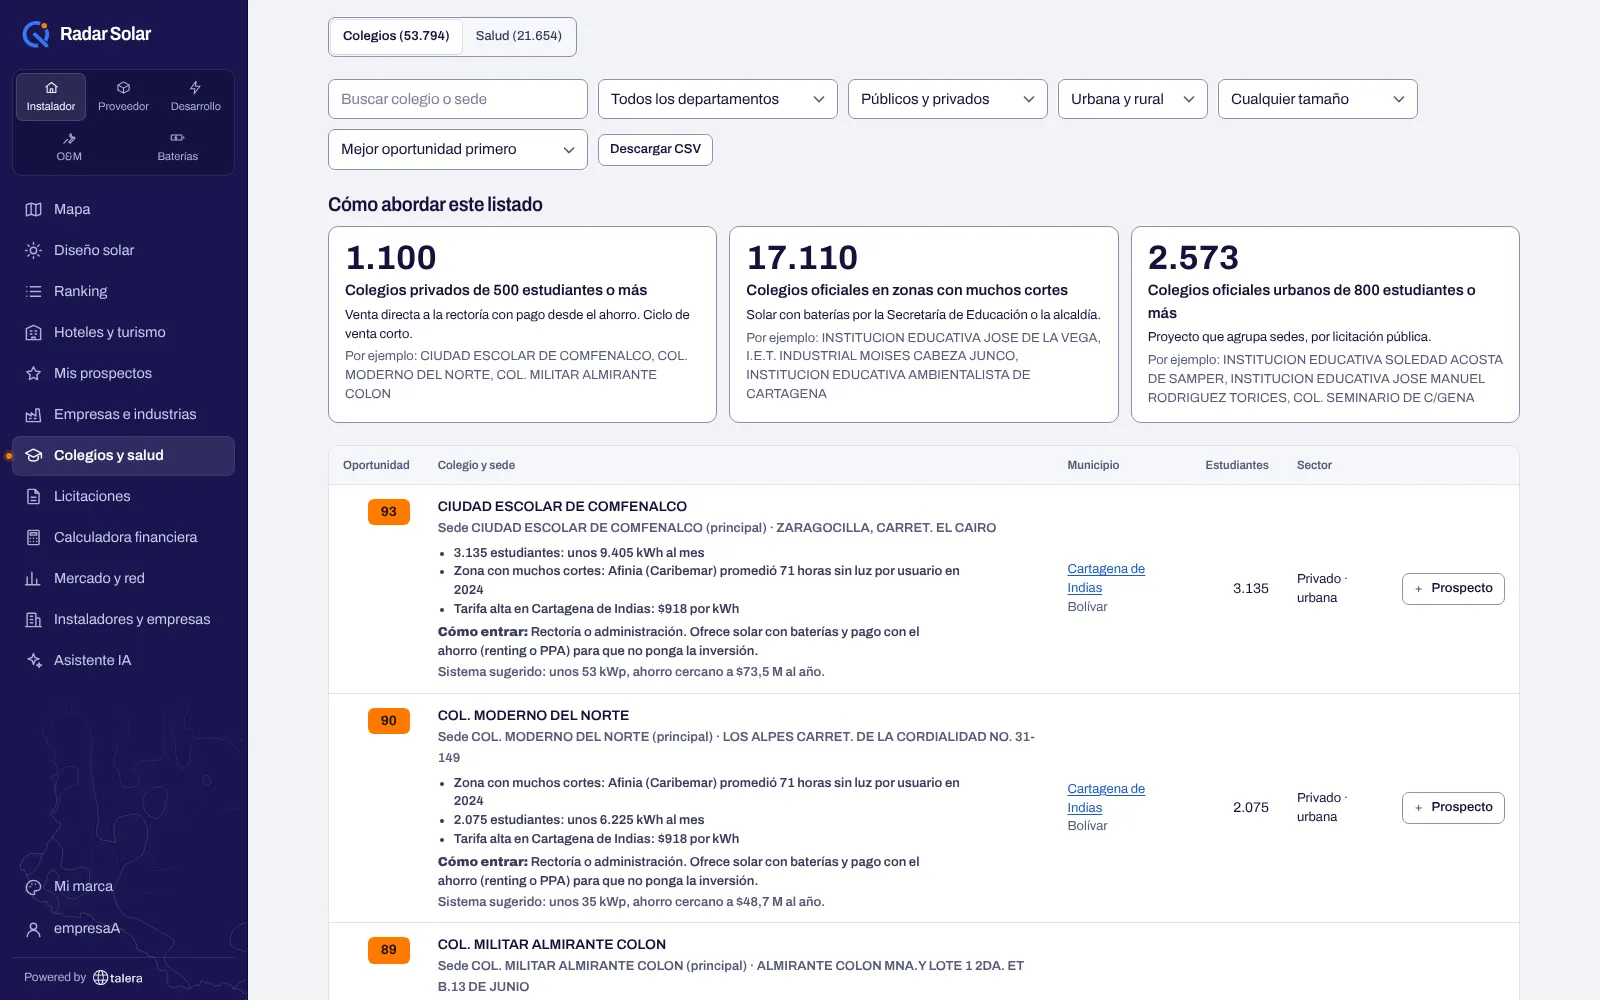 Radar Solar
Instalador
Proveedor
Desarrollo
O&M
Baterías
Mapa
Diseño solar
Ranking
Hoteles y turismo
Mis prospectos
Empresas e industrias
Colegios y salud
Licitaciones
Calculadora financiera
Mercado y red
Instaladores y empresas
Asistente IA
Mi marca
empresaA
Powered by talera
Colegios (53.794)
Salud (21.654)
Buscar colegio o sede
Todos los departamentos
Públicos y privados
Urbana y rural
Cualquier tamaño
Mejor oportunidad primero
Descargar CSV
Cómo abordar este listado
1.100
Colegios privados de 500 estudiantes o más
Venta directa a la rectoría con pago desde el ahorro. Ciclo de
venta corto.
Por ejemplo: CIUDAD ESCOLAR DE COMFENALCO, COL.
MODERNO DEL NORTE, COL. MILITAR ALMIRANTE
COLON
17.110
Colegios oficiales en zonas con muchos cortes
Solar con baterías por la Secretaría de Educación o la alcaldía.
Por ejemplo: INSTITUCION EDUCATIVA JOSE DE LA VEGA,
I.E.T. INDUSTRIAL MOISES CABEZA JUNCO,
INSTITUCION EDUCATIVA AMBIENTALISTA DE
CARTAGENA
2.573
Colegios oficiales urbanos de 800 estudiantes o
más
Proyecto que agrupa sedes, por licitación pública.
Por ejemplo: INSTITUCION EDUCATIVA SOLEDAD ACOSTA
DE SAMPER, INSTITUCION EDUCATIVA JOSE MANUEL
RODRIGUEZ TORICES, COL. SEMINARIO DE C/GENA
Oportunidad
Colegio y sede
Municipio
Estudiantes
Sector
93
CIUDAD ESCOLAR DE COMFENALCO
Sede CIUDAD ESCOLAR DE COMFENALCO (principal) · ZARAGOCILLA, CARRET. EL CAIRO
• 3.135 estudiantes: unos 9.405 kWh al mes
• Zona con muchos cortes: Afinia (Caribemar) promedió 71 horas sin luz por usuario en
2024
• Tarifa alta en Cartagena de Indias: $918 por kWh
Cómo entrar: Rectoría o administración. Ofrece solar con baterías y pago con el
ahorro (renting o PPA) para que no ponga la inversión.
Sistema sugerido: unos 53 kWp, ahorro cercano a $73,5 M al año.
Cartagena de
Indias
Bolívar
3.135
Privado ·
urbana
+ Prospecto
90
COL. MODERNO DEL NORTE
Sede COL. MODERNO DEL NORTE (principal) · LOS ALPES CARRET. DE LA CORDIALIDAD NO. 31-
149
• Zona con muchos cortes: Afinia (Caribemar) promedió 71 horas sin luz por usuario en
2024
• 2.075 estudiantes: unos 6.225 kWh al mes
• Tarifa alta en Cartagena de Indias: $918 por kWh
Cómo entrar: Rectoría o administración. Ofrece solar con baterías y pago con el
ahorro (renting o PPA) para que no ponga la inversión.
Sistema sugerido: unos 35 kWp, ahorro cercano a $48,7 M al año.
Cartagena de
Indias
Bolívar
2.075
Privado ·
urbana
+ Prospecto
89
COL. MILITAR ALMIRANTE COLON
Sede COL. MILITAR ALMIRANTE COLON (principal) · ALMIRANTE COLON MNA.Y LOTE 1 2DA. ET
B.13 DE JUNIO